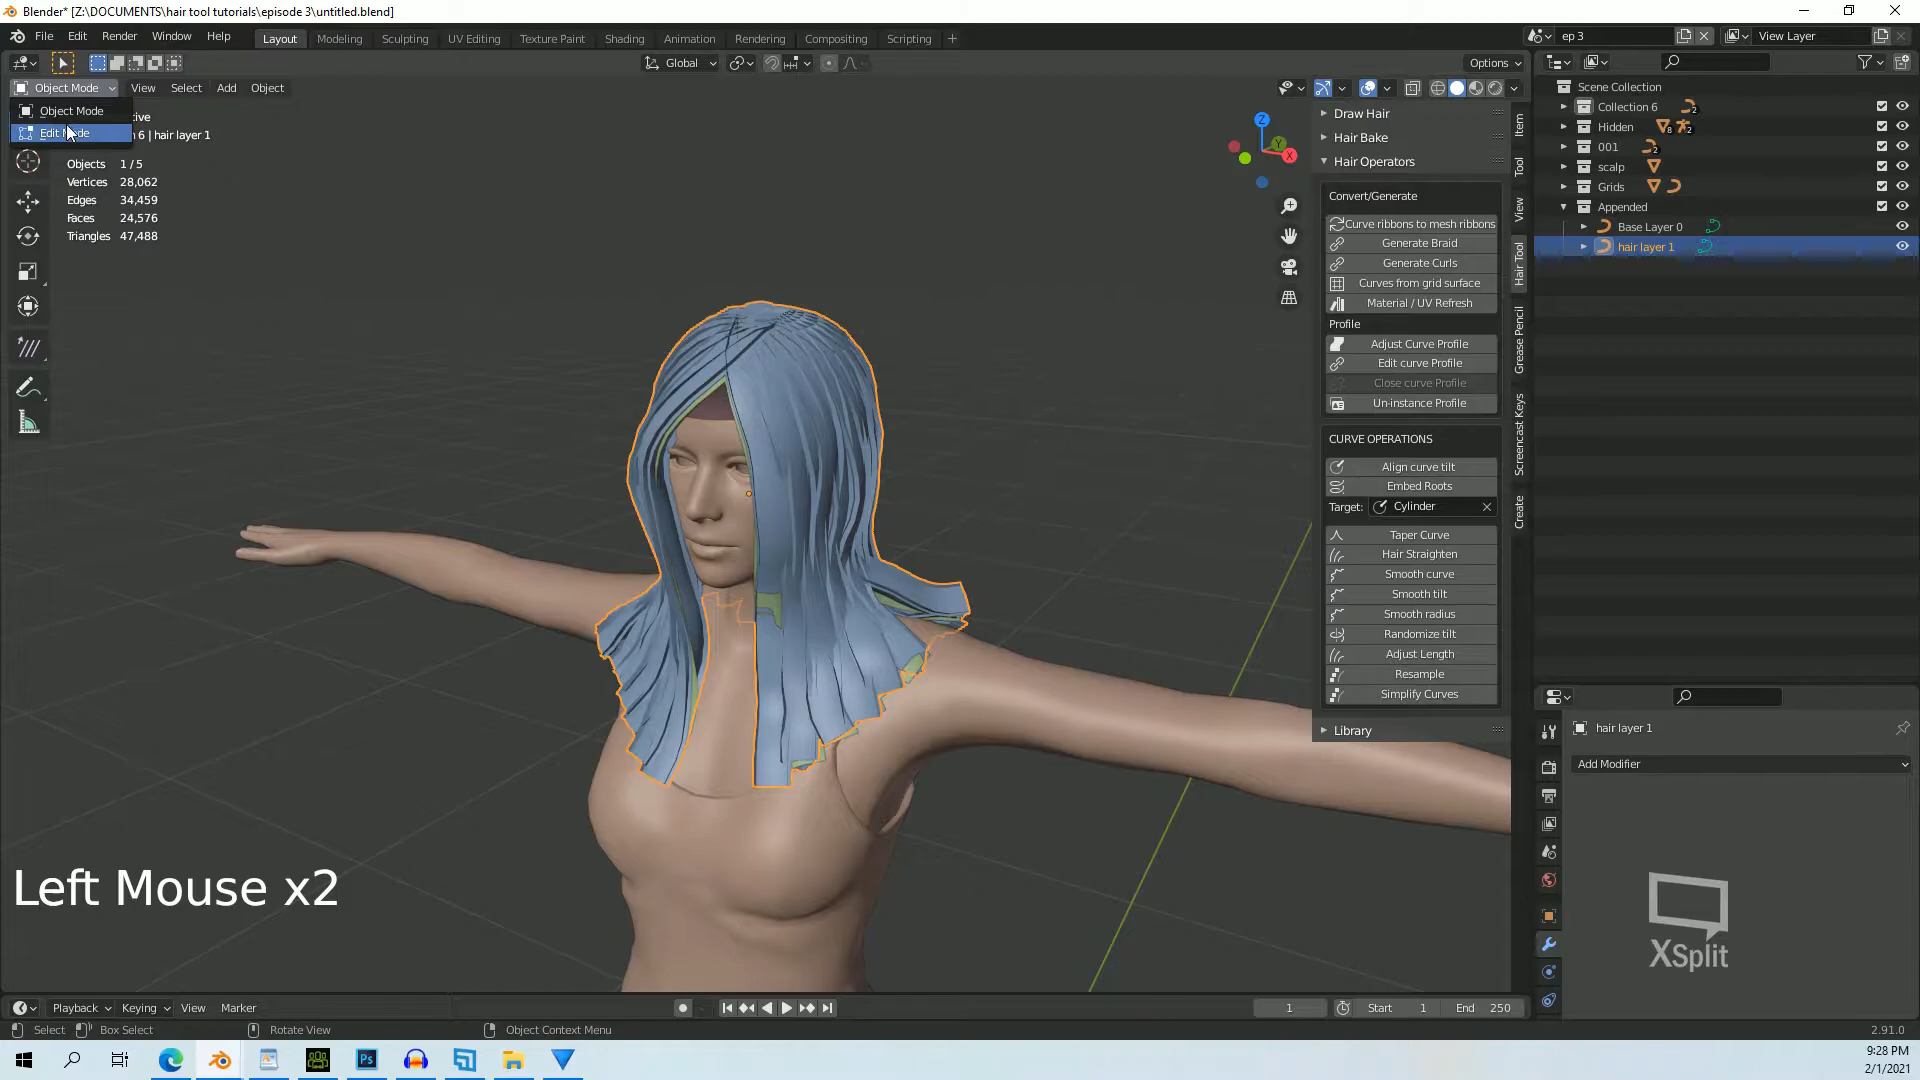 Blender* [Z:\DOCUMENTS\hair tool tutorials\episode 3\untitled.blend]
File Edit Render Window Help Layout Modeling Sculpting UV Editing Texture Paint Shading Animation Rendering Compositing Scripting ep 3 View Layer
Global Options
Object Mode View Select Add Object
Object Mode
Edit Mode
Objects 1 / 5
Vertices 28,062
Edges 34,459
Faces 24,576
Triangles 47,488
Z
Y
X
Draw Hair
Hair Bake
Hair Operators
Convert/Generate
Curve ribbons to mesh ribbons
Generate Braid
Generate Curls
Curves from grid surface
Material / UV Refresh
Profile
Adjust Curve Profile
Edit curve Profile
Close curve Profile
Un-instance Profile
CURVE OPERATIONS
Align curve tilt
Embed Roots
Target: Cylinder
Taper Curve
Hair Straighten
Smooth curve
Smooth tilt
Smooth radius
Randomize tilt
Adjust Length
Resample
Simplify Curves
Library
Item
Tool
View
Hair Tool
Grease Pencil
Screencast Keys
Create
Scene Collection
Collection 6 2
Hidden 8 2
001 2
scalp
Grids
Appended
Base Layer 0
hair layer 1
hair layer 1
Add Modifier
Left Mouse x2
XSplit
Playback Keying View Marker 1 Start 1 End 250
Select Box Select Rotate View Object Context Menu 2.91.0
Ps
9:28 PM
2/1/2021